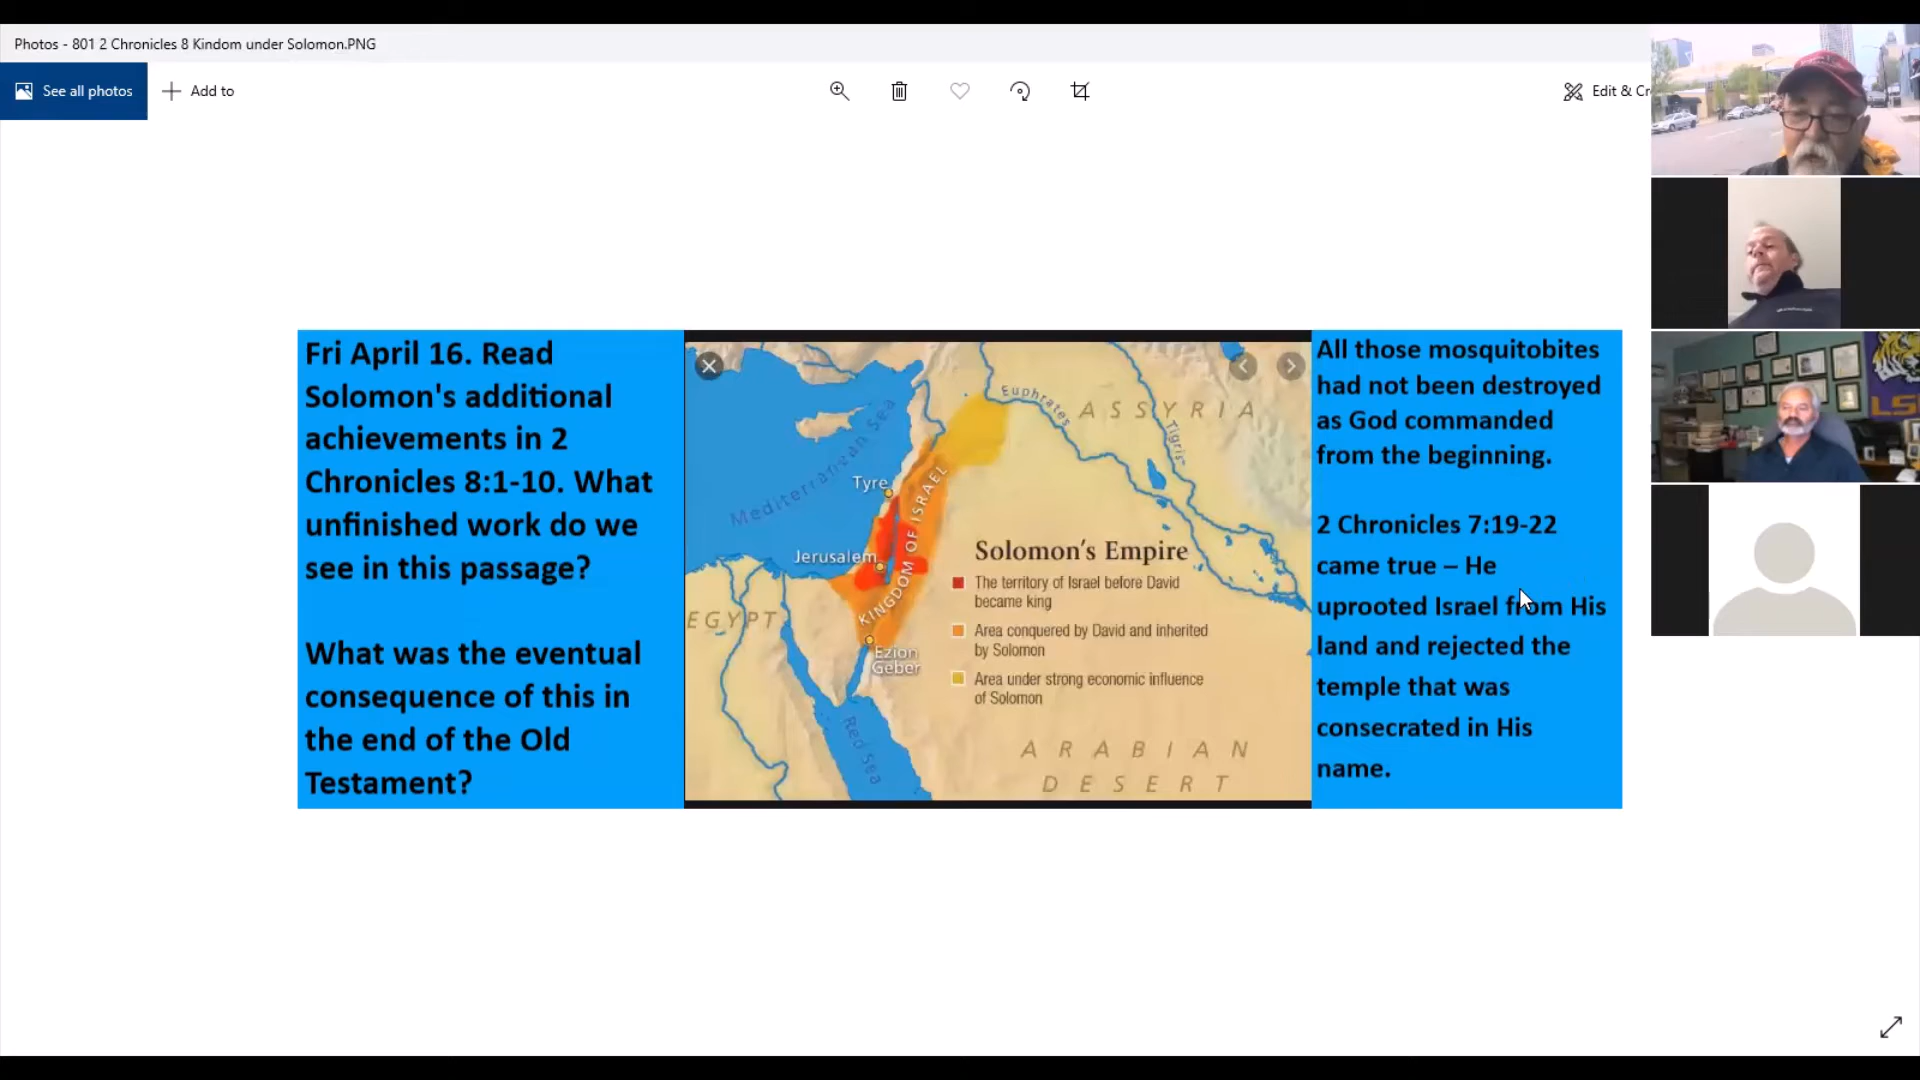 Photos - 801 2 Chronicles 8 Kindom under Solomon.PNG
See all photos
Add to
Edit & Cr
Fri April 16. Read
Solomon's additional
achievements in 2
Chronicles 8:1-10. What
unfinished work do we
see in this passage?
What was the eventual
consequence of this in
the end of the Old
Testament?
Mediterranean Sea
Euphrates
ASSYRIA
Tigris
Tyre
KINGDOM OF ISRAEL
Jerusalem
EGYPT
Ezion
Geber
Red Sea
Solomon's Empire
The territory of Israel before David
became king
Area conquered by David and inherited
by Solomon
Area under strong economic influence
of Solomon
ARABIAN
DESERT
All those mosquitobites
had not been destroyed
as God commanded
from the beginning.
2 Chronicles 7:19-22
came true – He
uprooted Israel from His
land and rejected the
temple that was
consecrated in His
name.
LS